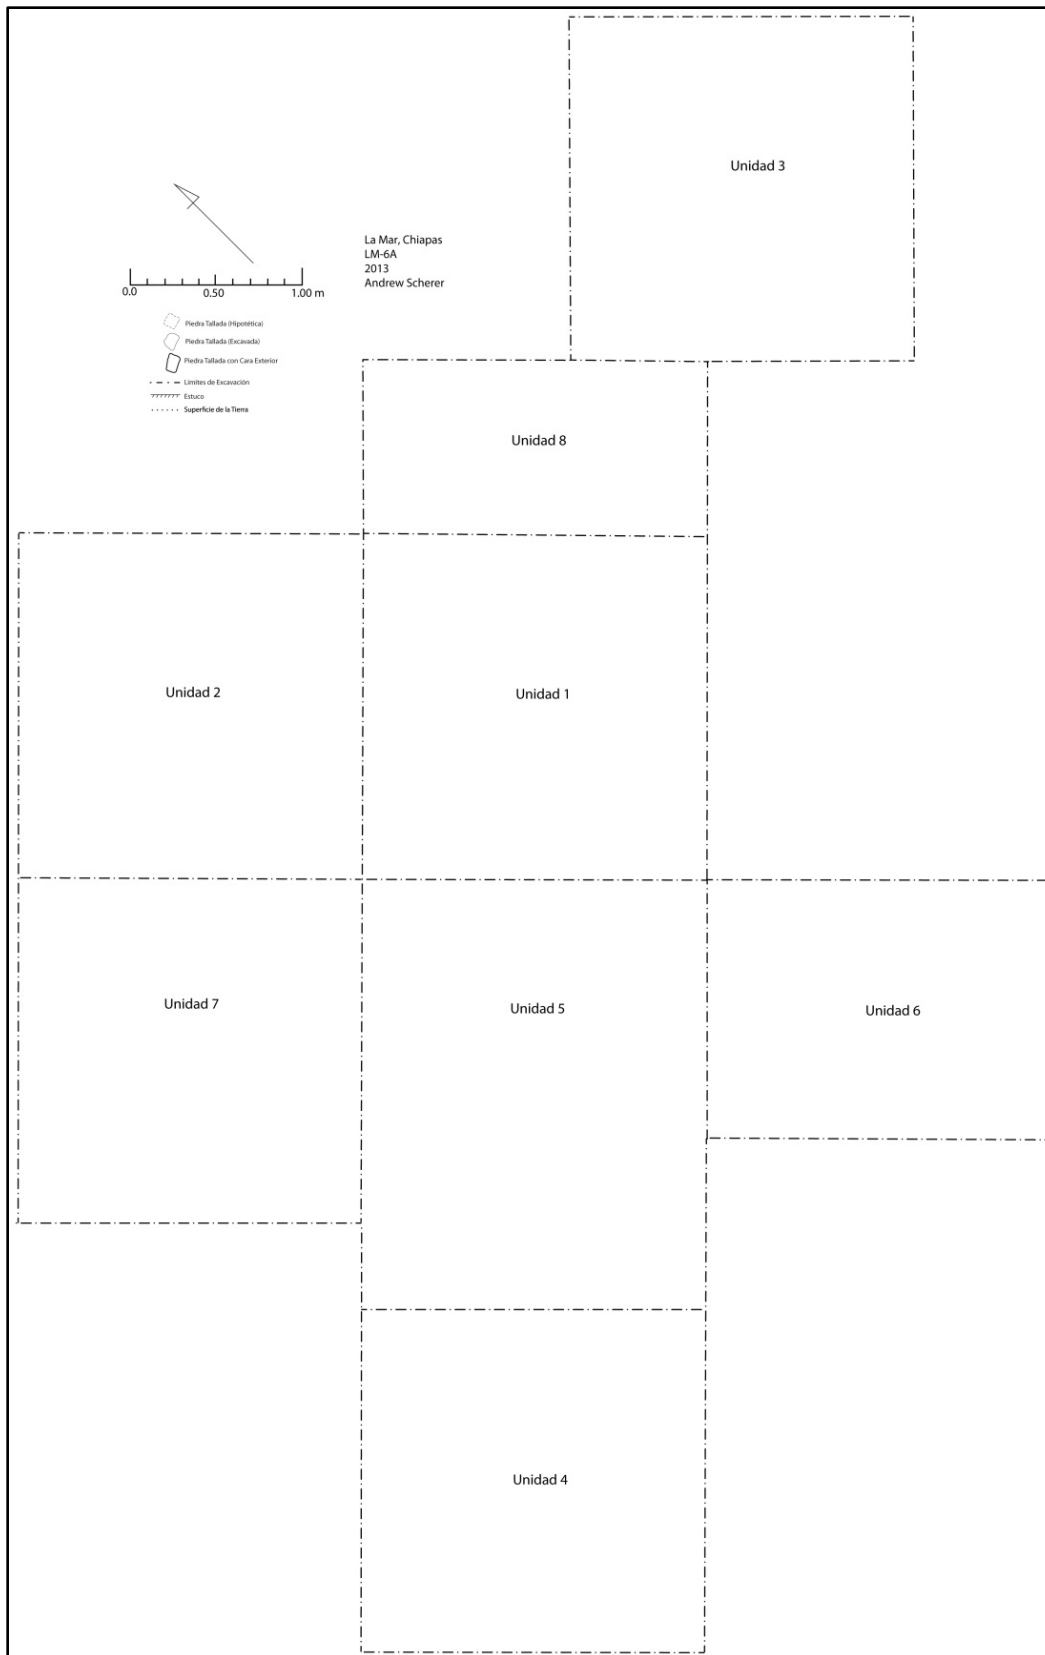 Unidad 3
La Mar, Chiapas
LM-6A
2013
Andrew Scherer
0.0 0.50 1.00 m
Piedra Tallada (Hipotética)
Piedra Tallada (Excavada)
Piedra Tallada con Cara Exterior
Limites de Excavación
Estuco
Superficie de la Tierra
Unidad 8
Unidad 2
Unidad 1
Unidad 7
Unidad 5
Unidad 6
Unidad 4